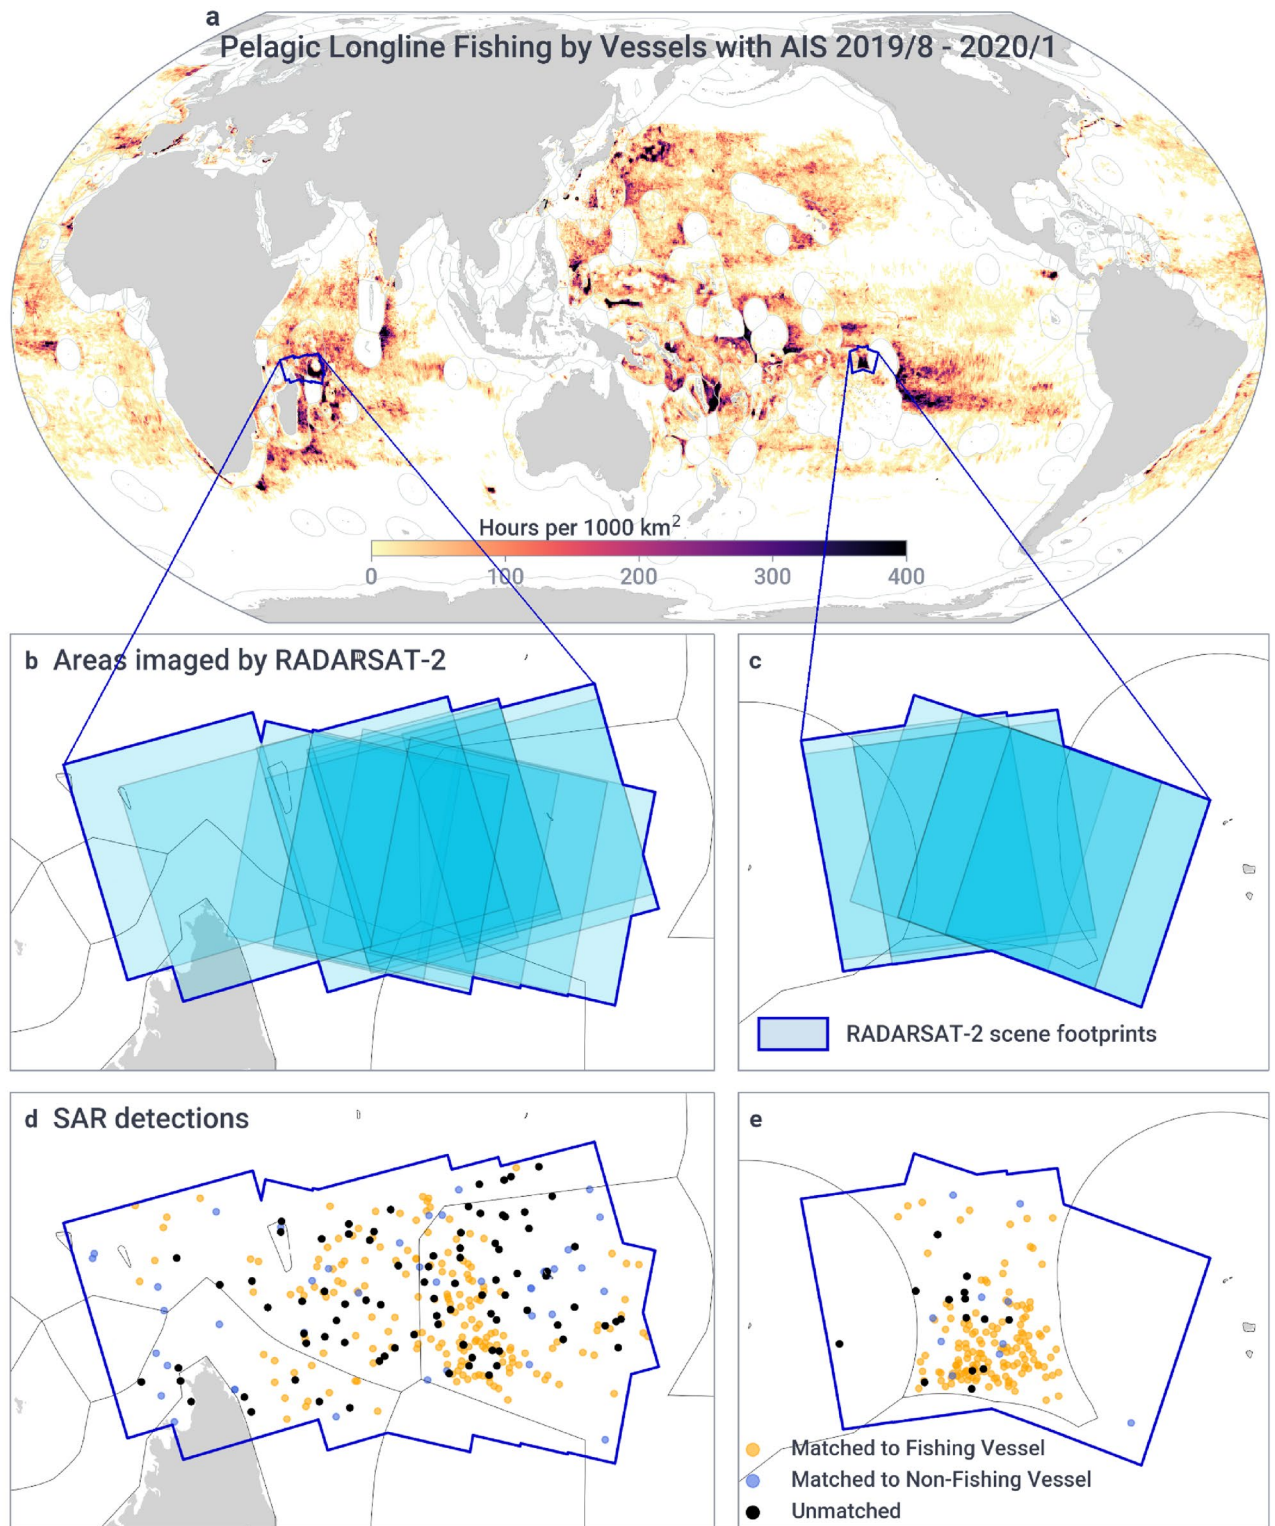 a
Pelagic Longline Fishing by Vessels with AIS 2019/8 - 2020/1
Hours per 1000 km²
0 100 200 300 400
b Areas imaged by RADARSAT-2
c
RADARSAT-2 scene footprints
d SAR detections
e
Matched to Fishing Vessel
Matched to Non-Fishing Vessel
Unmatched